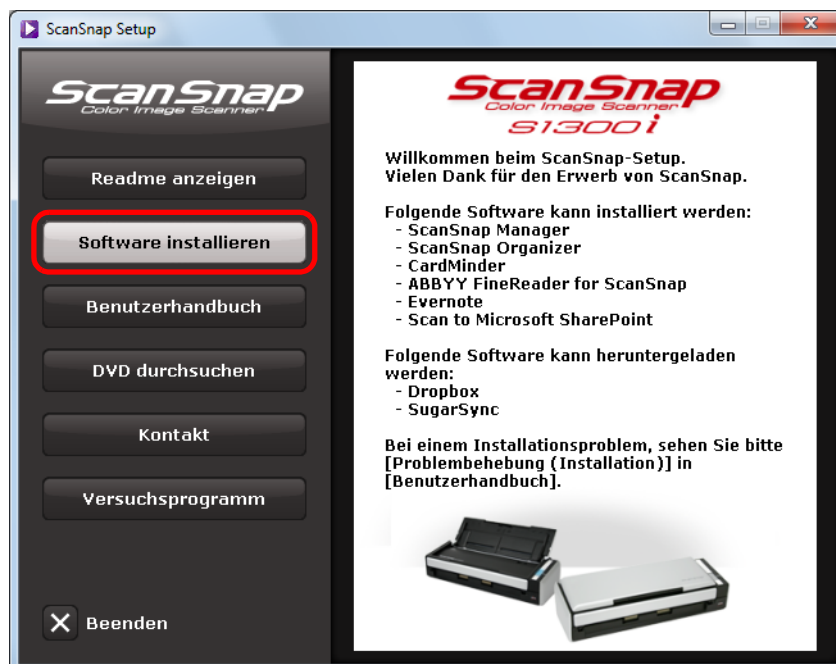 ScanSnap Setup
ScanSnap
Color Image Scanner
Readme anzeigen
Software installieren
Benutzerhandbuch
DVD durchsuchen
Kontakt
Versuchsprogramm
Beenden
ScanSnap
Color Image Scanner
S1300i
Willkommen beim ScanSnap-Setup.
Vielen Dank für den Erwerb von ScanSnap.
Folgende Software kann installiert werden:
- ScanSnap Manager
- ScanSnap Organizer
- CardMinder
- ABBYY FineReader for ScanSnap
- Evernote
- Scan to Microsoft SharePoint
Folgende Software kann heruntergeladen
werden:
- Dropbox
- SugarSync
Bei einem Installationsproblem, sehen Sie bitte
[Problembehebung (Installation)] in
[Benutzerhandbuch].